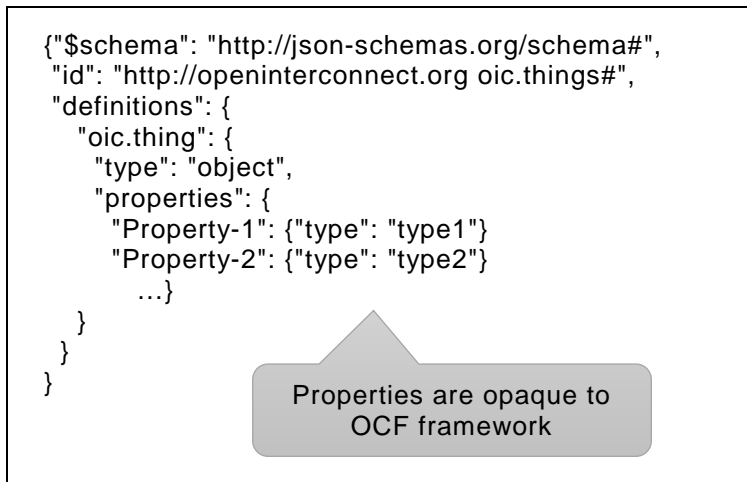 {"$schema": "http://json-schemas.org/schema#",
"id": "http://openinterconnect.org oic.things#",
"definitions": {
"oic.thing": {
"type": "object",
"properties": {
"Property-1": {"type": "type1"}
"Property-2": {"type": "type2"}
…}
}
}
}
Properties are opaque to
OCF framework